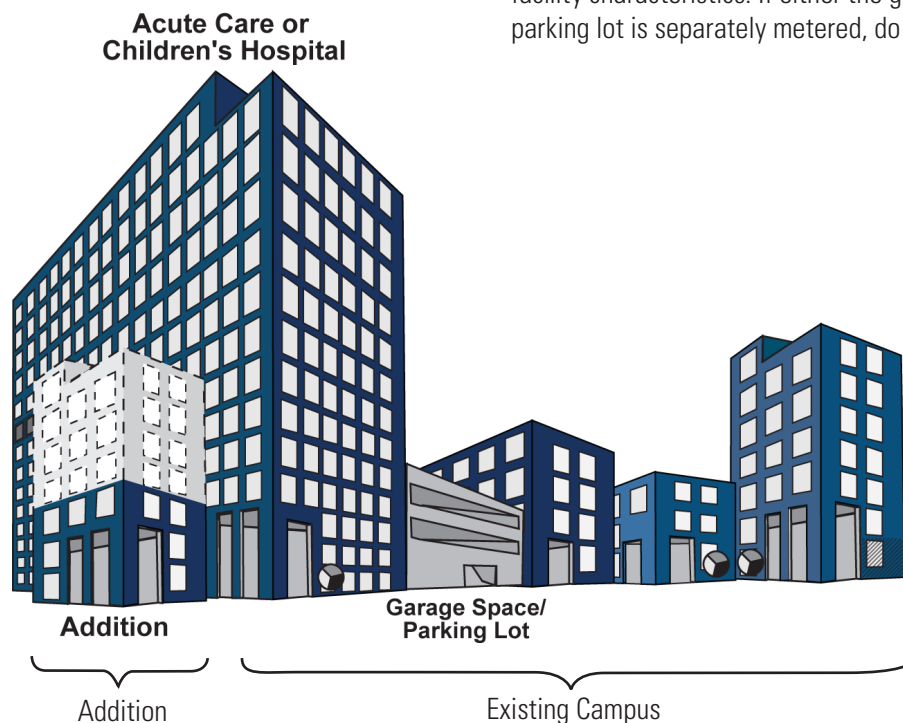 facility characteristics. If either the g
parking lot is separately metered, do
Acute Care or
Children's Hospital
Addition
Garage Space/
Parking Lot
Addition
Existing Campus